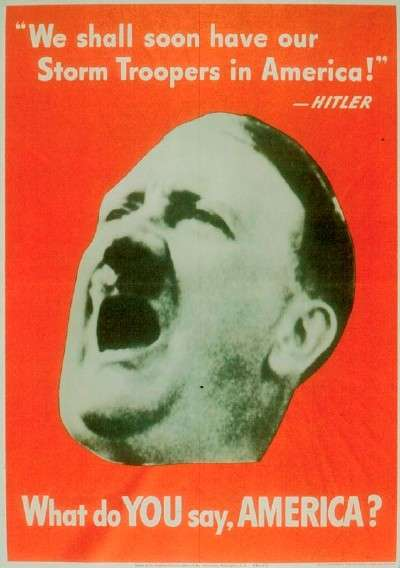 "We shall soon have our
Storm Troopers in America!"
—HITLER
What do YOU say, AMERICA?